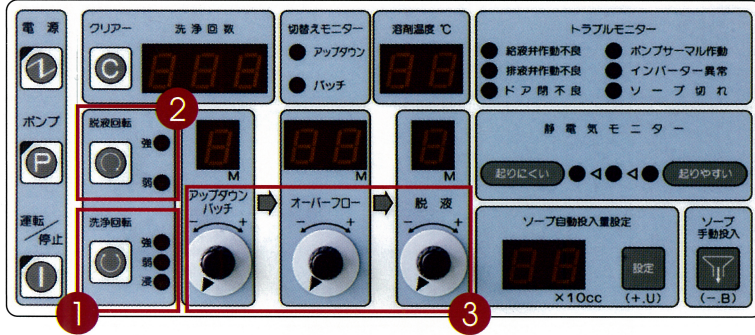 電源
クリアー
C
洗浄回数
切替えモニター
アップダウン
バッチ
溶剤温度 ℃
トラブルモニター
給液弁作動不良
ポンプサーマル作動
排液弁作動不良
インバーター異常
ドア閉不良
ソープ切れ
ポンプ
P
2
脱液回転
強
弱
M
M
M
静電気モニター
起りにくい
起りやすい
運転/停止
洗浄回転
強
弱
浸
1
アップダウン
バッチ
- +
オーバーフロー
- +
脱液
- +
3
ソープ自動投入量設定
×10cc
設定
(+.U)
ソープ
手動投入
(-.B)